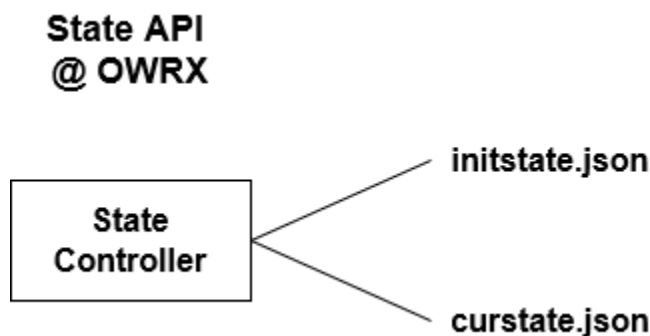 State API
@ OWRX
initstate.json
State
Controller
curstate.json